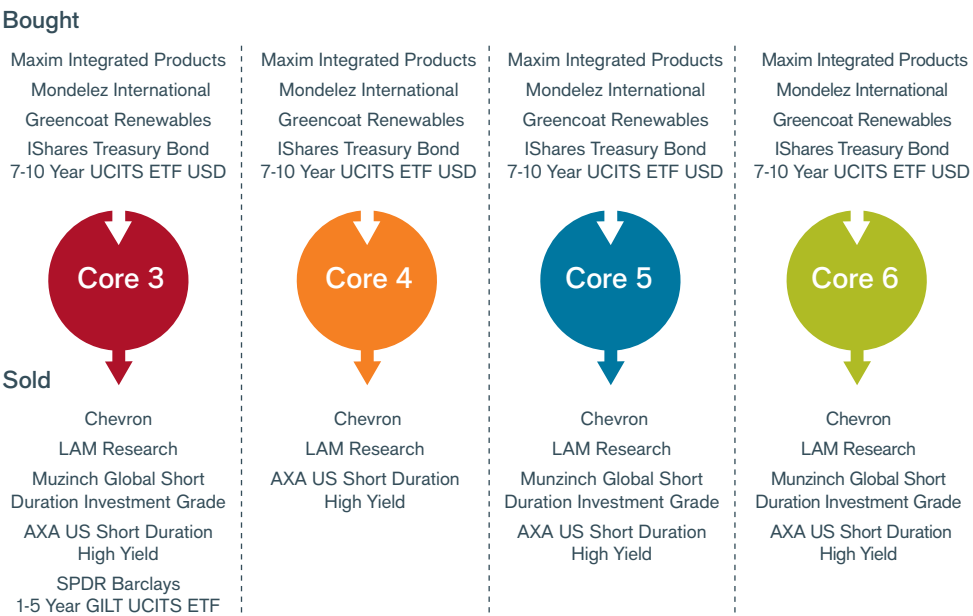 Bought
Maxim Integrated Products
Mondelez International
Greencoat Renewables
IShares Treasury Bond
7-10 Year UCITS ETF USD
Core 3
Sold
Chevron
LAM Research
Muzinch Global Short
Duration Investment Grade
AXA US Short Duration
High Yield
SPDR Barclays
1-5 Year GILT UCITS ETF
Maxim Integrated Products
Mondelez International
Greencoat Renewables
IShares Treasury Bond
7-10 Year UCITS ETF USD
Core 4
Chevron
LAM Research
AXA US Short Duration
High Yield
Maxim Integrated Products
Mondelez International
Greencoat Renewables
IShares Treasury Bond
7-10 Year UCITS ETF USD
Core 5
Chevron
LAM Research
Munzinch Global Short
Duration Investment Grade
AXA US Short Duration
High Yield
Maxim Integrated Products
Mondelez International
Greencoat Renewables
IShares Treasury Bond
7-10 Year UCITS ETF USD
Core 6
Chevron
LAM Research
Munzinch Global Short
Duration Investment Grade
AXA US Short Duration
High Yield